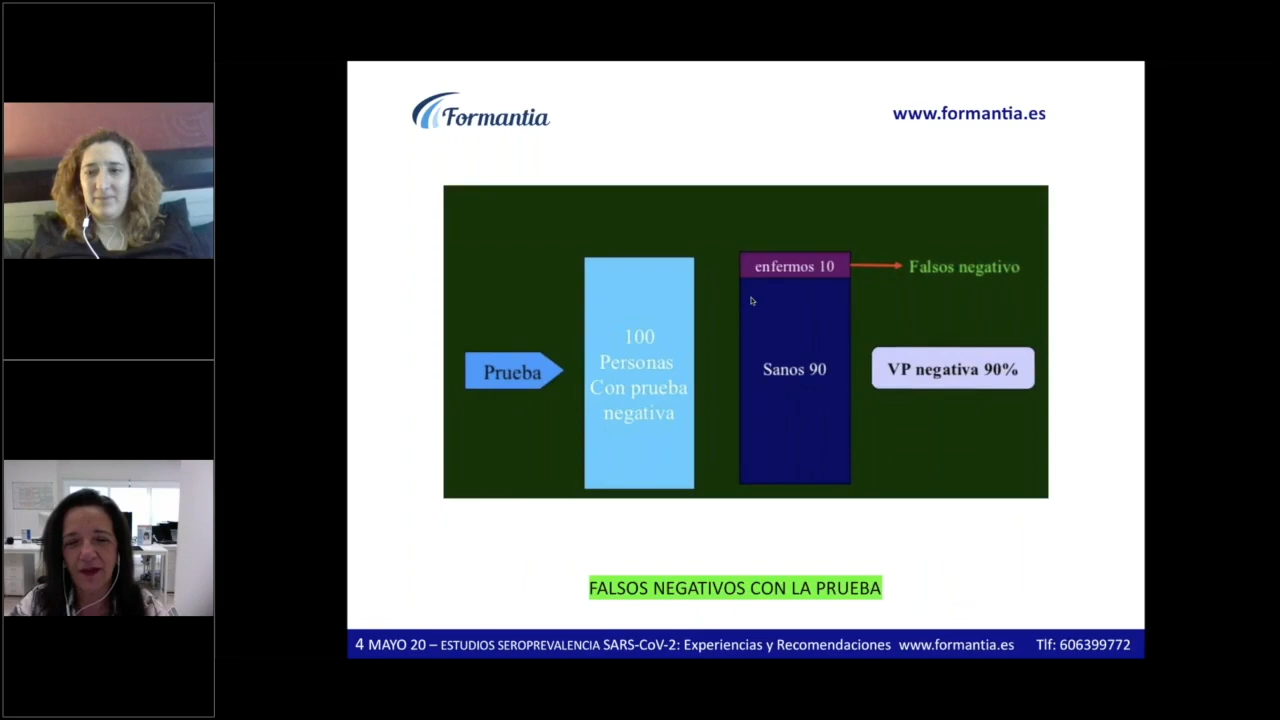 Formantia
www.formantia.es
Prueba
100
Personas
Con prueba
negativa
enfermos 10
Falsos negativo
Sanos 90
VP negativa 90%
FALSOS NEGATIVOS CON LA PRUEBA
4 MAYO 20 – ESTUDIOS SEROPREVALENCIA SARS-CoV-2: Experiencias y Recomendaciones www.formantia.es Tlf: 606399772